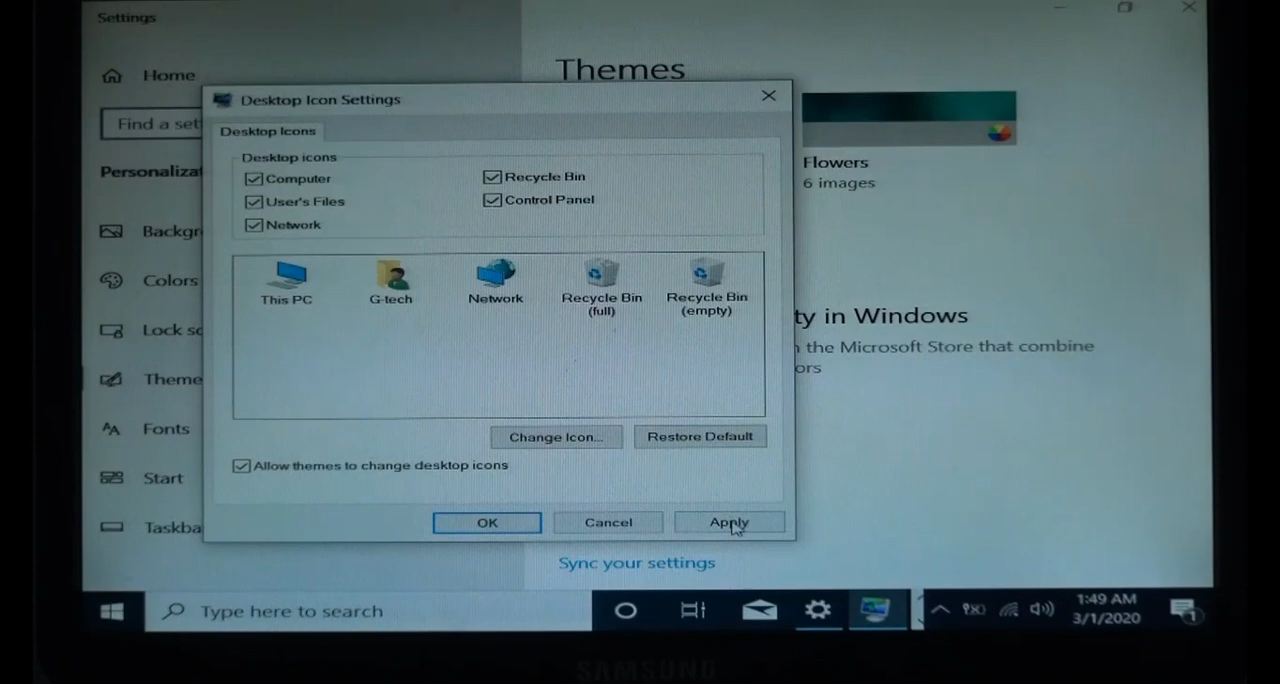 Settings
Home
Find a set
Personalizat
Backgr
Colors
Lock sc
Theme
Fonts
Start
Taskba
Themes
Flowers
6 images
ty in Windows
the Microsoft Store that combine
ors
Sync your settings
Desktop Icon Settings
Desktop Icons
Desktop icons
Computer
Recycle Bin
User's Files
Control Panel
Network
This PC
G-tech
Network
Recycle Bin
(full)
Recycle Bin
(empty)
Change Icon...
Restore Default
Allow themes to change desktop icons
OK
Cancel
Apply
Type here to search
1:49 AM
3/1/2020
1
SAMSUNG